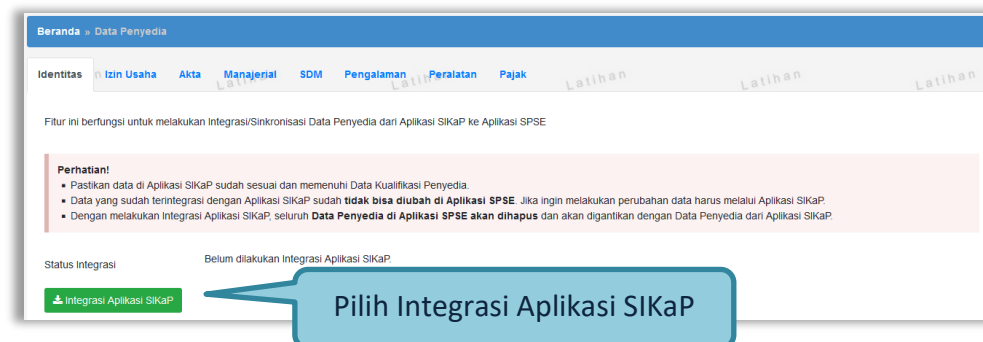 Beranda » Data Penyedia
Identitas Izin Usaha Akta Manajerial SDM Pengalaman Peralatan Pajak
Latihan Latihan Latihan Latihan Latihan
Fitur ini berfungsi untuk melakukan Integrasi/Sinkronisasi Data Penyedia dari Aplikasi SIKaP ke Aplikasi SPSE
Perhatian!
▪ Pastikan data di Aplikasi SIKaP sudah sesuai dan memenuhi Data Kualifikasi Penyedia.
▪ Data yang sudah terintegrasi dengan Aplikasi SIKaP sudah tidak bisa diubah di Aplikasi SPSE. Jika ingin melakukan perubahan data harus melalui Aplikasi SIKaP.
▪ Dengan melakukan Integrasi Aplikasi SIKaP, seluruh Data Penyedia di Aplikasi SPSE akan dihapus dan akan digantikan dengan Data Penyedia dari Aplikasi SIKaP.
Status Integrasi Belum dilakukan Integrasi Aplikasi SIKaP.
Integrasi Aplikasi SIKaP
Pilih Integrasi Aplikasi SIKaP